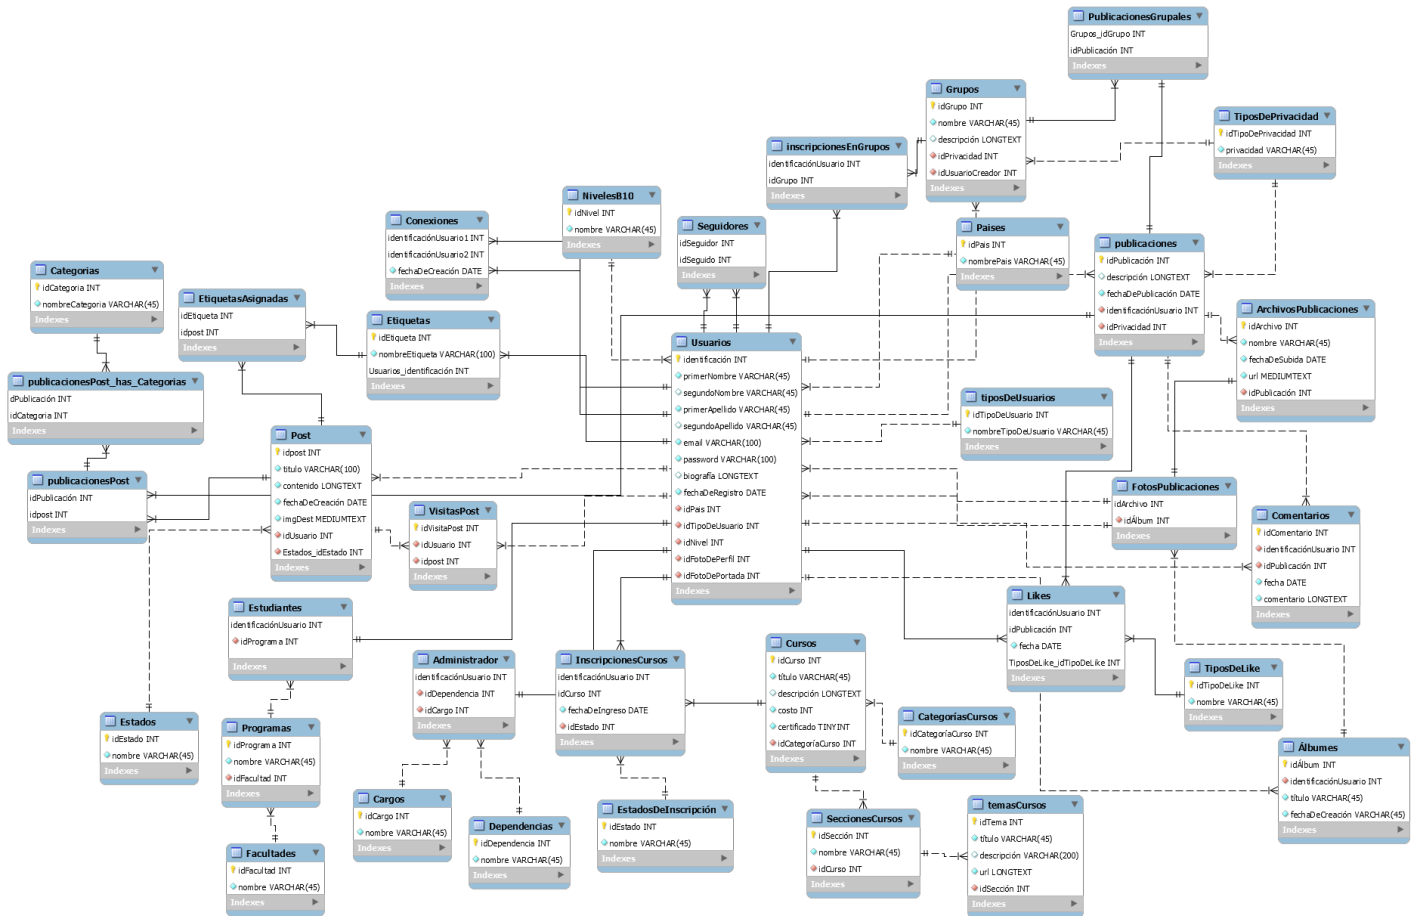 PublicacionesGrupales
Grupos_idGrupo INT
idPublicación INT
Indexes
Grupos
idGrupo INT
nombre VARCHAR(45)
descripción LONGTEXT
idPrivacidad INT
idUsuarioCreador INT
Indexes
TiposDePrivacidad
idTipoDePrivacidad INT
privacidad VARCHAR(45)
Indexes
inscripcionesEnGrupos
identificaciónUsuario INT
idGrupo INT
Indexes
NivelesB10
idNivel INT
nombre VARCHAR(45)
Indexes
Conexiones
identificaciónUsuario1 INT
identificaciónUsuario2 INT
fechaDeCreación DATE
Indexes
Seguidores
idSeguidor INT
idSeguido INT
Indexes
Paises
idPais INT
nombrePais VARCHAR(45)
Indexes
publicaciones
idPublicación INT
descripción LONGTEXT
fechaDePublicación DATE
identificaciónUsuario INT
idPrivacidad INT
Indexes
Categorias
idCategoria INT
nombreCategoria VARCHAR(45)
Indexes
EtiquetasAsignadas
idEtiqueta INT
idpost INT
Indexes
Etiquetas
idEtiqueta INT
nombreEtiqueta VARCHAR(100)
Usuarios_identificación INT
Indexes
ArchivosPublicaciones
idArchivo INT
nombre VARCHAR(45)
fechaDeSubida DATE
url MEDIUMTEXT
idPublicación INT
Indexes
Usuarios
identificación INT
primerNombre VARCHAR(45)
segundoNombre VARCHAR(45)
primerApellido VARCHAR(45)
segundoApellido VARCHAR(45)
email VARCHAR(100)
password VARCHAR(100)
biografía LONGTEXT
fechaDeRegistro DATE
idPais INT
idTipoDeUsuario INT
idNivel INT
idFotoDePerfil INT
idFotoDePortada INT
Indexes
publicacionesPost_has_Categorias
dPublicación INT
idCategoria INT
Indexes
tiposDeUsuarios
idTipoDeUsuario INT
nombreTipoDeUsuario VARCHAR(45)
Indexes
Post
idpost INT
titulo VARCHAR(100)
contenido LONGTEXT
fechaDeCreación DATE
imgDest MEDIUMTEXT
idUsuario INT
Estados_idEstado INT
Indexes
publicacionesPost
idPublicación INT
idpost INT
Indexes
VisitasPost
idVisitaPost INT
idUsuario INT
idpost INT
Indexes
FotosPublicaciones
idArchivo INT
idÁlbum INT
Indexes
Comentarios
idComentario INT
identificaciónUsuario INT
idPublicación INT
fecha DATE
comentario LONGTEXT
Indexes
Likes
identificaciónUsuario INT
idPublicación INT
fecha DATE
TiposDeLike_idTipoDeLike INT
Indexes
Estudiantes
identificaciónUsuario INT
idPrograma INT
Indexes
Administrador
identificaciónUsuario INT
idDependencia INT
idCargo INT
Indexes
InscripcionesCursos
identificaciónUsuario INT
idCurso INT
fechaDeIngreso DATE
idEstado INT
Indexes
Cursos
idCurso INT
título VARCHAR(45)
descripción LONGTEXT
costo INT
certificado TINYINT
idCategoríaCurso INT
Indexes
TiposDeLike
idTipoDeLike INT
nombre VARCHAR(45)
Indexes
Estados
idEstado INT
nombre VARCHAR(45)
Indexes
Programas
idPrograma INT
nombre VARCHAR(45)
idFacultad INT
Indexes
CategoríasCursos
idCategoríaCurso INT
nombre VARCHAR(45)
Indexes
Álbumes
idÁlbum INT
identificaciónUsuario INT
título VARCHAR(45)
fechaDeCreación VARCHAR(45)
Indexes
Cargos
idCargo INT
nombre VARCHAR(45)
Indexes
Dependencias
idDependencia INT
nombre VARCHAR(45)
Indexes
EstadosDeInscripción
idEstado INT
nombre VARCHAR(45)
Indexes
SeccionesCursos
idSección INT
nombre VARCHAR(45)
idCurso INT
Indexes
temasCursos
idTema INT
título VARCHAR(45)
descripción VARCHAR(200)
url LONGTEXT
idSección INT
Indexes
Facultades
idFacultad INT
nombre VARCHAR(45)
Indexes